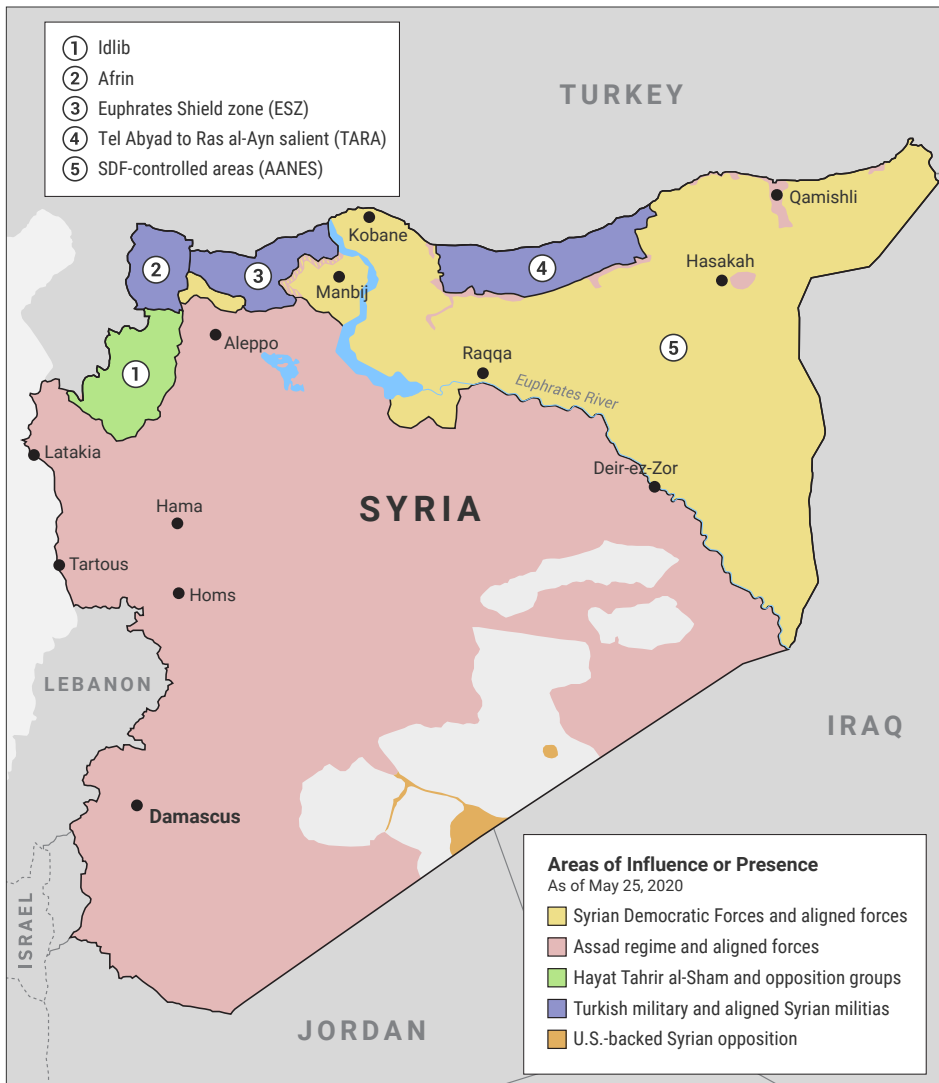 1 Idlib
2 Afrin
3 Euphrates Shield zone (ESZ)
4 Tel Abyad to Ras al-Ayn salient (TARA)
5 SDF-controlled areas (AANES)
TURKEY
Qamishli
Kobane
2
3
4
Hasakah
Manbij
Aleppo
Raqqa
5
1
Euphrates River
Latakia
Deir-ez-Zor
SYRIA
Hama
Tartous
Homs
LEBANON
IRAQ
Damascus
ISRAEL
JORDAN
Areas of Influence or Presence
As of May 25, 2020
Syrian Democratic Forces and aligned forces
Assad regime and aligned forces
Hayat Tahrir al-Sham and opposition groups
Turkish military and aligned Syrian militias
U.S.-backed Syrian opposition